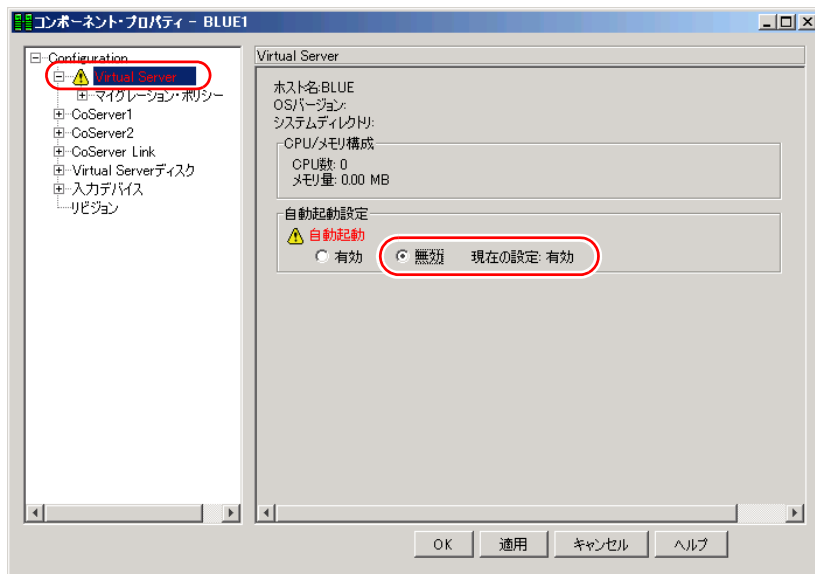 コンポーネント・プロパティ - BLUE1
Configuration
Virtual Server
マイグレーション・ポリシー
CoServer1
CoServer2
CoServer Link
Virtual Serverディスク
入力デバイス
リビジョン
Virtual Server
ホスト名:BLUE
OSバージョン:
システムディレクトリ:
CPU/メモリ構成
CPU数: 0
メモリ量: 0.00 MB
自動起動設定
自動起動
有効 無効 現在の設定: 有効
OK 適用 キャンセル ヘルプ